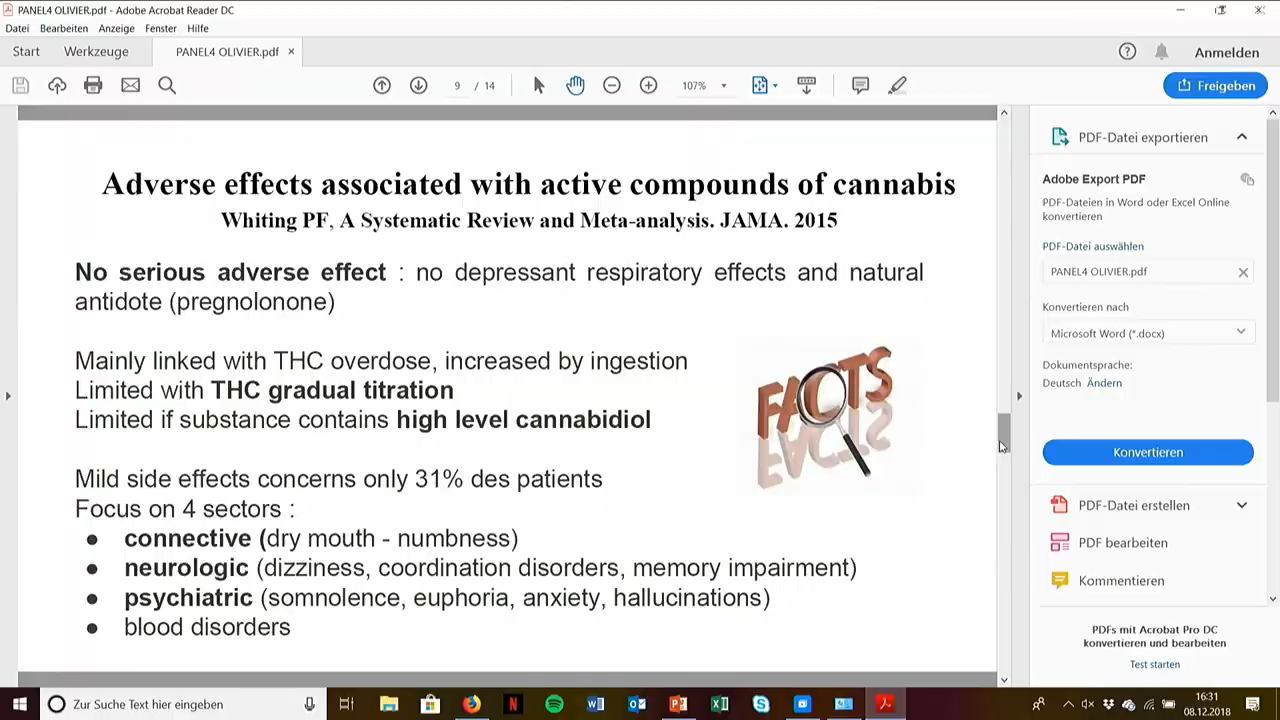 PANEL4 OLIVIER.pdf - Adobe Acrobat Reader DC
Datei Bearbeiten Anzeige Fenster Hilfe
Start Werkzeuge PANEL4 OLIVIER.pdf × Anmelden
9 / 14 107% Freigeben
Adverse effects associated with active compounds of cannabis
Whiting PF, A Systematic Review and Meta-analysis. JAMA. 2015
No serious adverse effect : no depressant respiratory effects and natural
antidote (pregnolonone)
Mainly linked with THC overdose, increased by ingestion
Limited with THC gradual titration
Limited if substance contains high level cannabidiol
FACTS
Mild side effects concerns only 31% des patients
Focus on 4 sectors :
● connective (dry mouth - numbness)
● neurologic (dizziness, coordination disorders, memory impairment)
● psychiatric (somnolence, euphoria, anxiety, hallucinations)
● blood disorders
PDF-Datei exportieren
Adobe Export PDF
PDF-Dateien in Word oder Excel Online
konvertieren
PDF-Datei auswählen
PANEL4 OLIVIER.pdf
Konvertieren nach
Microsoft Word (*.docx)
Dokumentsprache:
Deutsch Ändern
Konvertieren
PDF-Datei erstellen
PDF bearbeiten
Kommentieren
PDFs mit Acrobat Pro DC
konvertieren und bearbeiten
Test starten
Zur Suche Text hier eingeben
16:31
08.12.2018